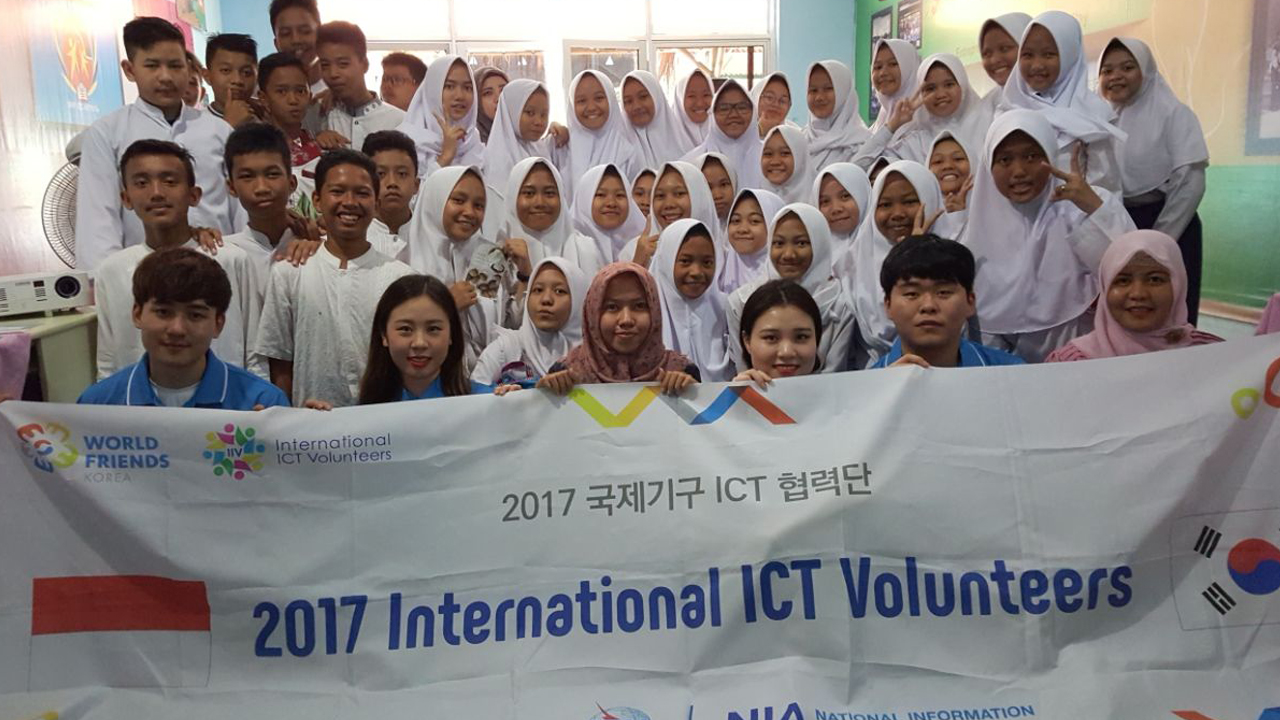 WORLD
FRIENDS
KOREA
IIV
International
ICT Volunteers
2017 국제기구 ICT 협력단
2017 International ICT Volunteers
NIA NATIONAL INFORMATION